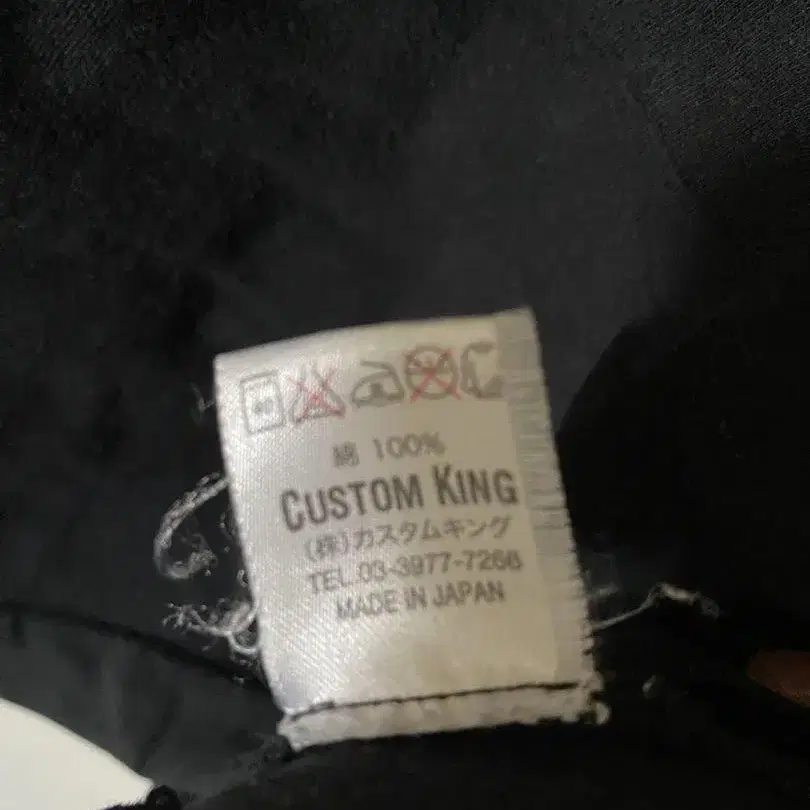 綿 100%
CUSTOM KING
(株)カスタムキング
TEL.03-3977-7266
MADE IN JAPAN